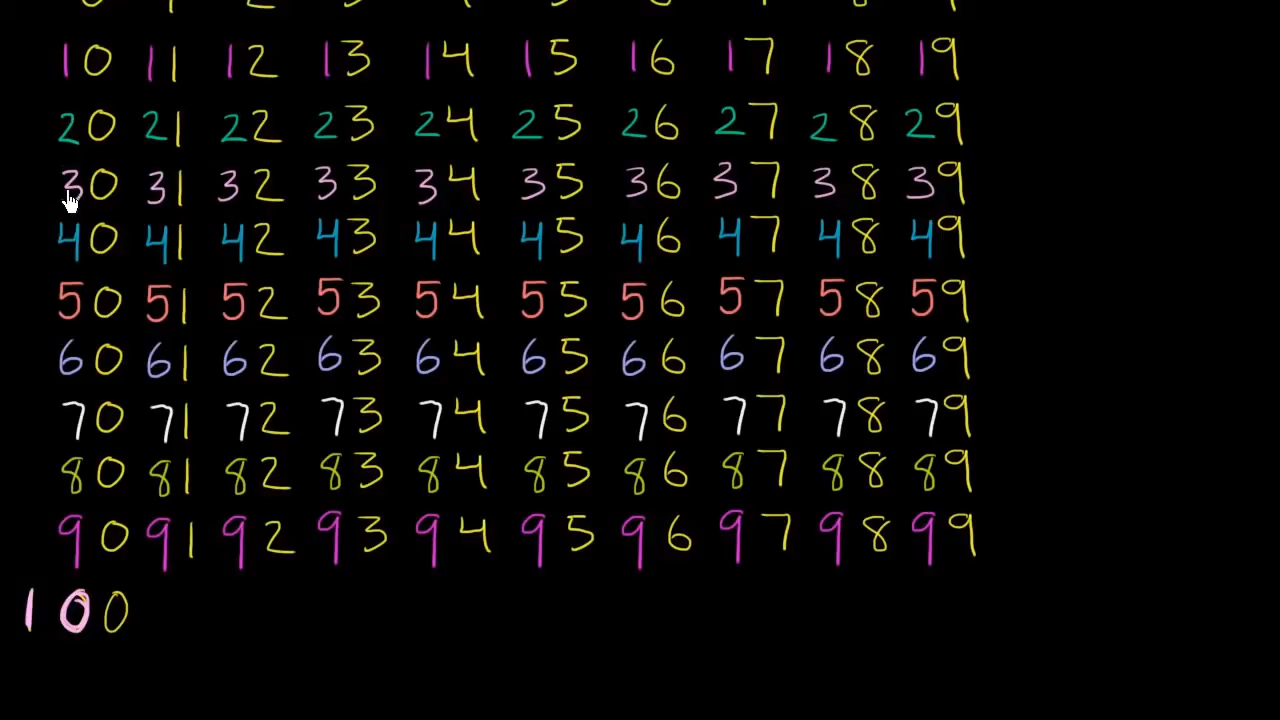 10 11 12 13 14 15 16 17 18 19
20 21 22 23 24 25 26 27 28 29
30 31 32 33 34 35 36 37 38 39
40 41 42 43 44 45 46 47 48 49
50 51 52 53 54 55 56 57 58 59
60 61 62 63 64 65 66 67 68 69
70 71 72 73 74 75 76 77 78 79
80 81 82 83 84 85 86 87 88 89
90 91 92 93 94 95 96 97 98 99
100